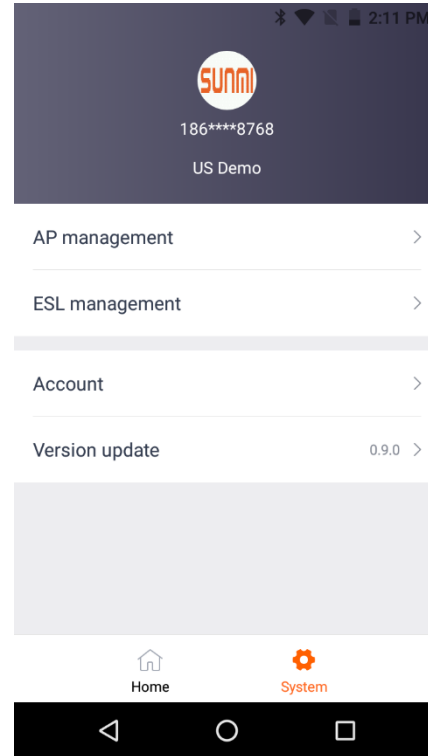 2:11 PM
SUNMI
186****8768
US Demo
AP management
ESL management
Account
Version update 0.9.0
Home
System